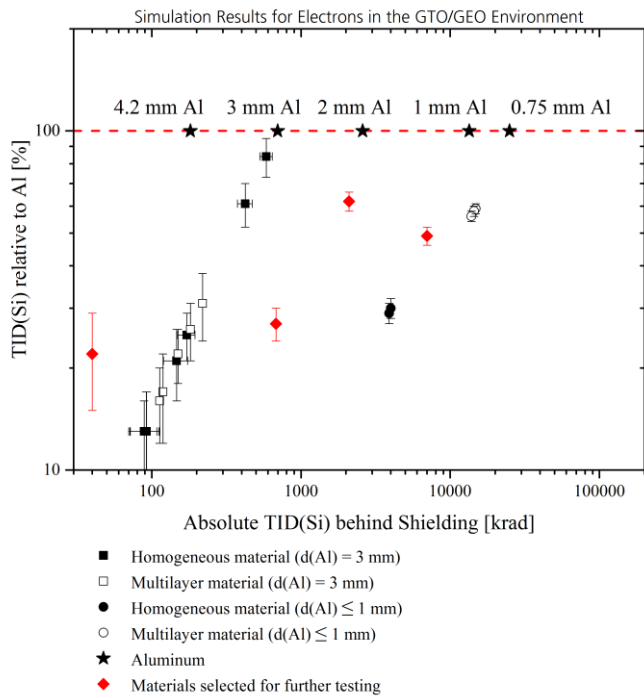 Simulation Results for Electrons in the GTO/GEO Environment
4.2 mm Al 3 mm Al 2 mm Al 1 mm Al 0.75 mm Al
100
10
TID(Si) relative to Al [%]
100 1000 10000 100000
Absolute TID(Si) behind Shielding [krad]
Homogeneous material (d(Al) = 3 mm)
Multilayer material (d(Al) = 3 mm)
Homogeneous material (d(Al) ≤ 1 mm)
Multilayer material (d(Al) ≤ 1 mm)
Aluminum
Materials selected for further testing